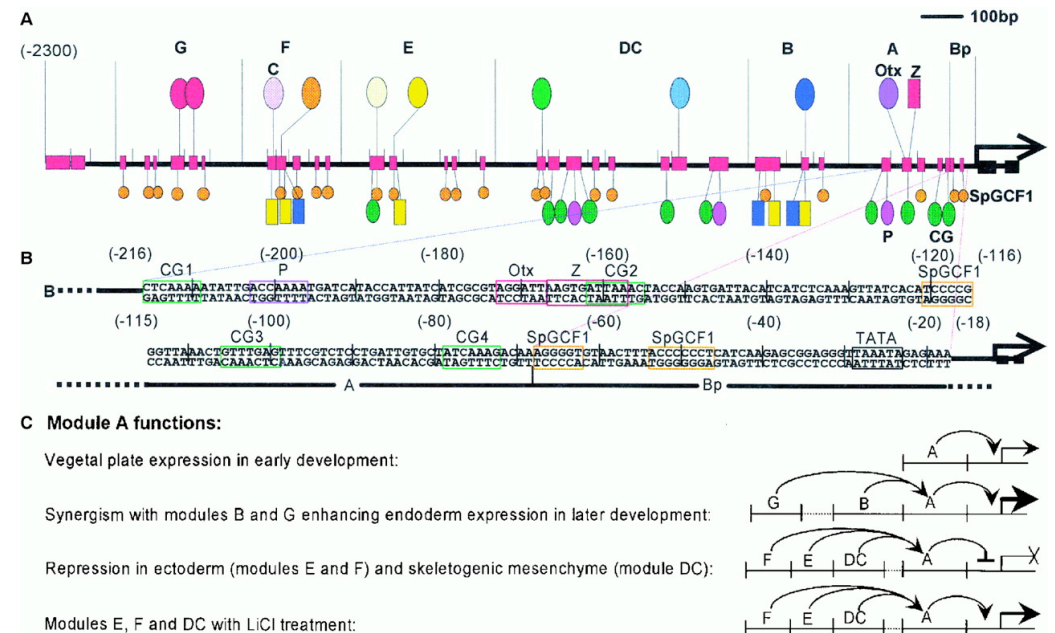 A
100bp
(-2300) G F E DC B A Bp
C Otx Z
SpGCF1
P CG
(-216) (-200) (-180) (-160) (-140) (-120) (-116)
B CG1 P Otx Z CG2 SpGCF1
B
CTCAAAAATATTGACCAAAATGATCATACCATTATCATCGCGTAGGATTAAGTGATTAAACTACCAAGTGATTACATCATCTCAAAGTTATCACATCCCCG
GAGTTTTTATAACTGGTTTTACTAGTATGGTAATAGTAGCGCATCCTAATTCACTAATTTGATGGTTCACTAATGTAGTAGAGTTTCAATAGTGTAGGGGC
(-115) (-100) (-80) (-60) (-40) (-20) (-18)
CG3 CG4 SpGCF1 SpGCF1 TATA
GGTTAAACTGTTTGAGTTTCGTCTCCTGATTGTGCTATCAAAGACAAAGGGGTGTAACTTTACCCCCCTCATCAAGAGCGGAGGGTTAAATAGAGAAA
CCAATTTGACAAACTCAAAGCAGAGGACTAACACGATAGTTTCTGTTTCCCCACATTGAAATGGGGGGAGTAGTTCTCGCCTCCCAATTTATCTCTTT
A Bp
C Module A functions:
Vegetal plate expression in early development: A
Synergism with modules B and G enhancing endoderm expression in later development: G B A
Repression in ectoderm (modules E and F) and skeletogenic mesenchyme (module DC): F E DC A X
Modules E, F and DC with LiCl treatment: F E DC A